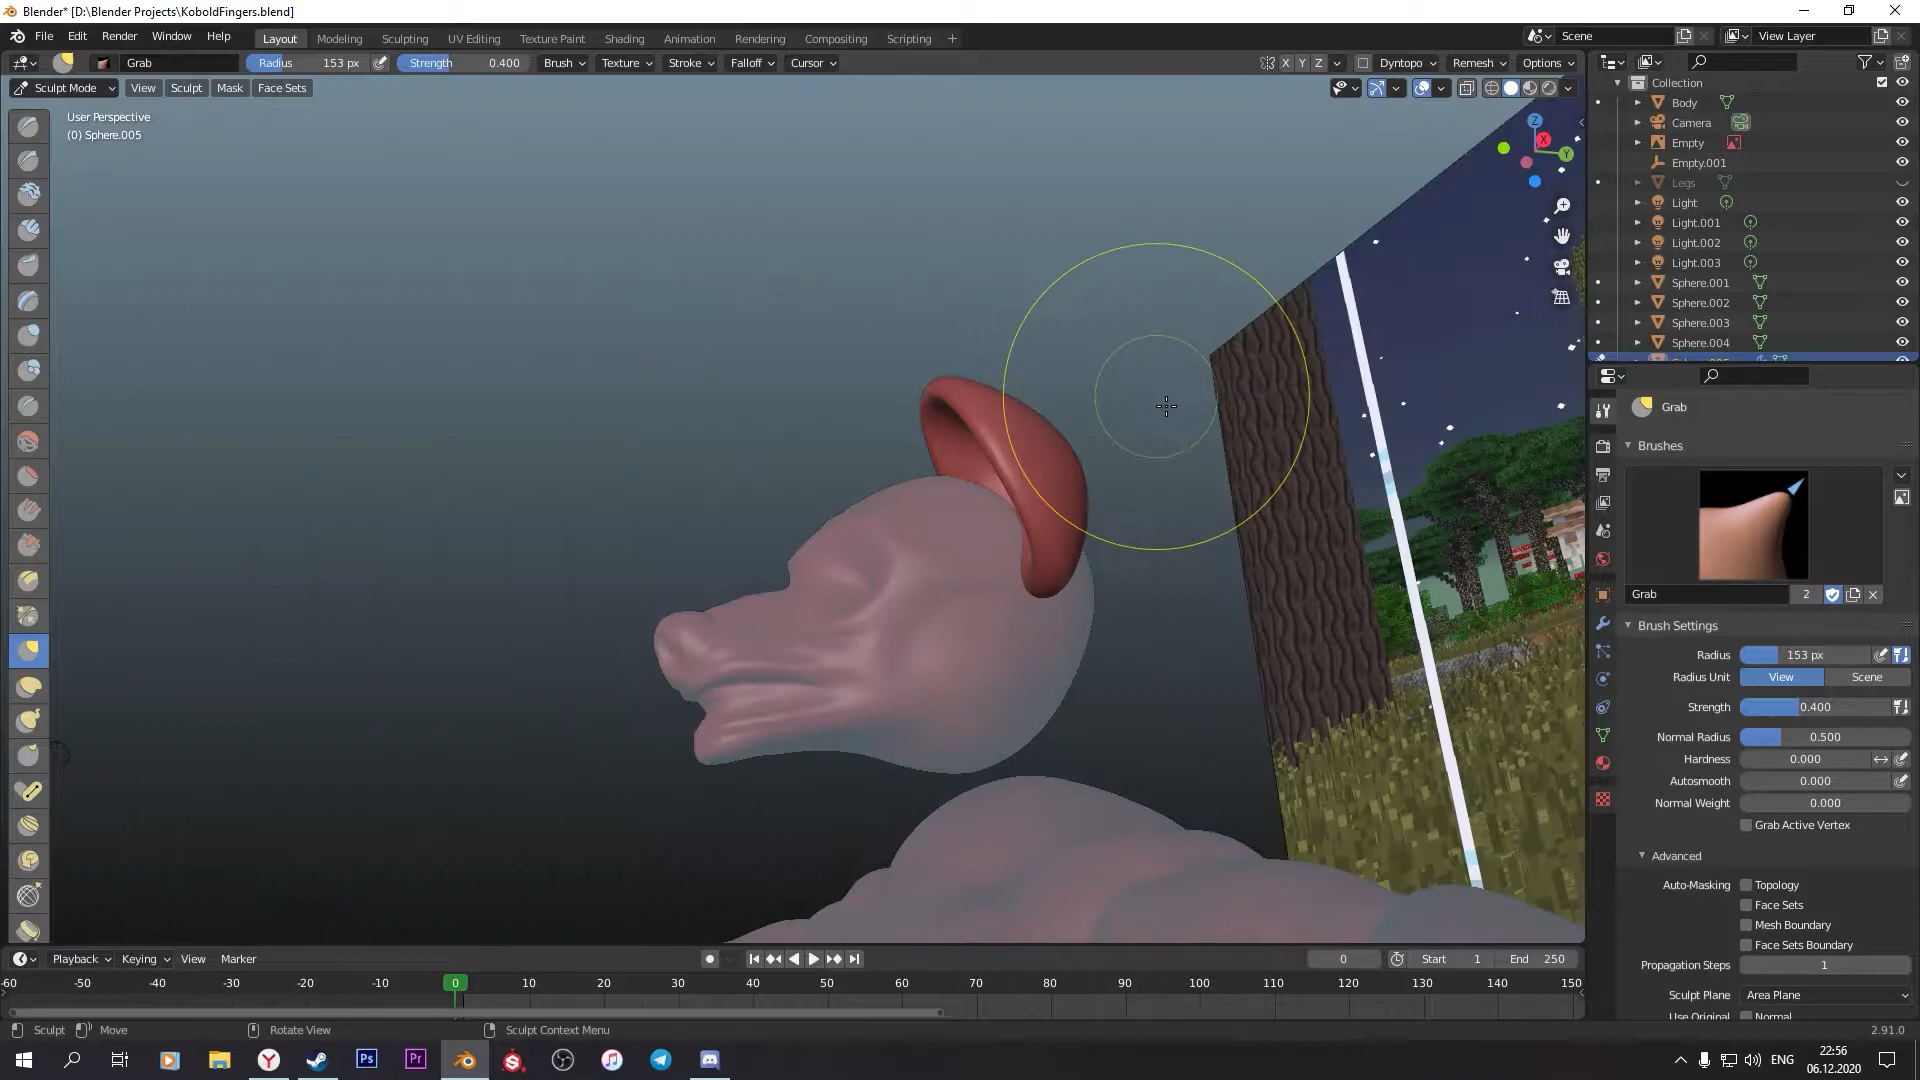 Blender* [D:\Blender Projects\KoboldFingers.blend]
File Edit Render Window Help
Layout Modeling Sculpting UV Editing Texture Paint Shading Animation Rendering Compositing Scripting +
Scene View Layer
Grab Radius 153 px Strength 0.400 Brush Texture Stroke Falloff Cursor X Y Z Dyntopo Remesh Options
Sculpt Mode View Sculpt Mask Face Sets
User Perspective
(0) Sphere.005
Z
X
Y
Collection
Body
Camera
Empty
Empty.001
Legs
Light
Light.001
Light.002
Light.003
Sphere.001
Sphere.002
Sphere.003
Sphere.004
Grab
Brushes
Grab 2
Brush Settings
Radius 153 px
Radius Unit View Scene
Strength 0.400
Normal Radius 0.500
Hardness 0.000
Autosmooth 0.000
Normal Weight 0.000
Grab Active Vertex
Advanced
Auto-Masking Topology
Face Sets
Mesh Boundary
Face Sets Boundary
Propagation Steps 1
Sculpt Plane Area Plane
Use Original Normal
Playback Keying View Marker 0 Start 1 End 250
-60 -50 -40 -30 -20 -10 0 10 20 30 40 50 60 70 80 90 100 110 120 130 140 150
Sculpt Move Rotate View Sculpt Context Menu 2.91.0
Y Ps Pr ENG 22:56
06.12.2020